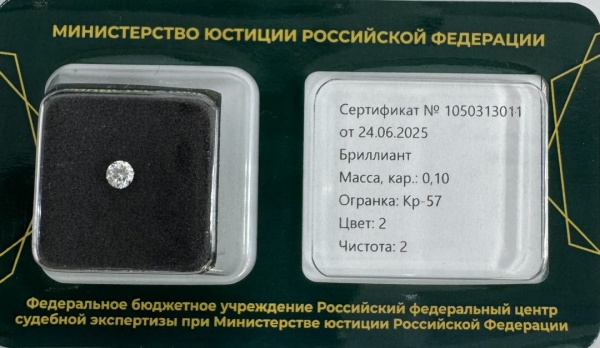 МИНИСТЕРСТВО ЮСТИЦИИ РОССИЙСКОЙ ФЕДЕРАЦИИ
Сертификат № 1050313011
от 24.06.2025
Бриллиант
Масса, кар.: 0,10
Огранка: Кр-57
Цвет: 2
Чистота: 2
Федеральное бюджетное учреждение Российский федеральный центр
судебной экспертизы при Министерстве юстиции Российской Федерации